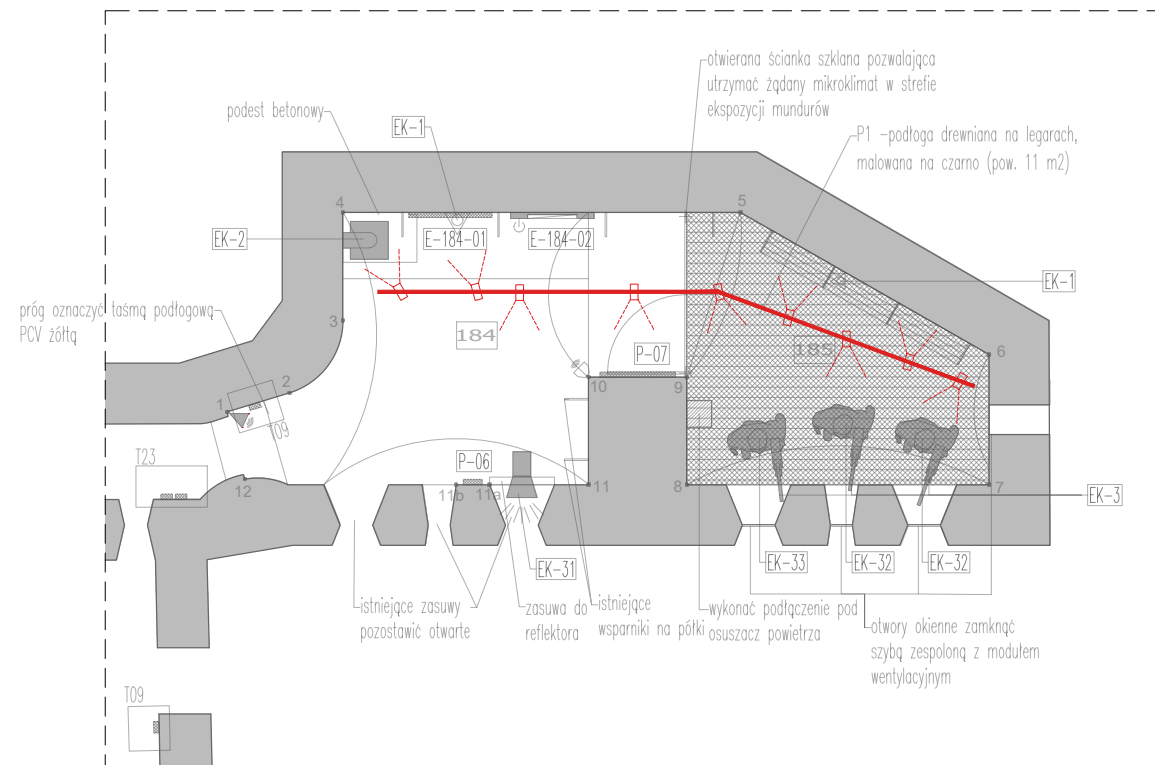 otwierana ścianka szklana pozwalająca
utrzymać żądany mikroklimat w strefie
ekspozycji mundurów
podest betonowy
EK-1
P1 -podłoga drewniana na legarach,
malowana na czarno (pow. 11 m2)
4
5
EK-2
E-184-01
E-184-02
EK-1
próg oznaczyć taśmą podłogową
PCV żółtą
3
184
185
P-07
6
2
10
9
1
T09
T23
P-06
12
11b
11a
11
8
7
EK-3
EK-31
EK-33
EK-32
EK-32
istniejące zasuwy
pozostawić otwarte
zasuwa do
reflektora
istniejące
wsparniki na półki
wykonać podłączenie pod
osuszacz powietrza
otwory okienne zamknąć
szybą zespoloną z modułem
wentylacyjnym
T09